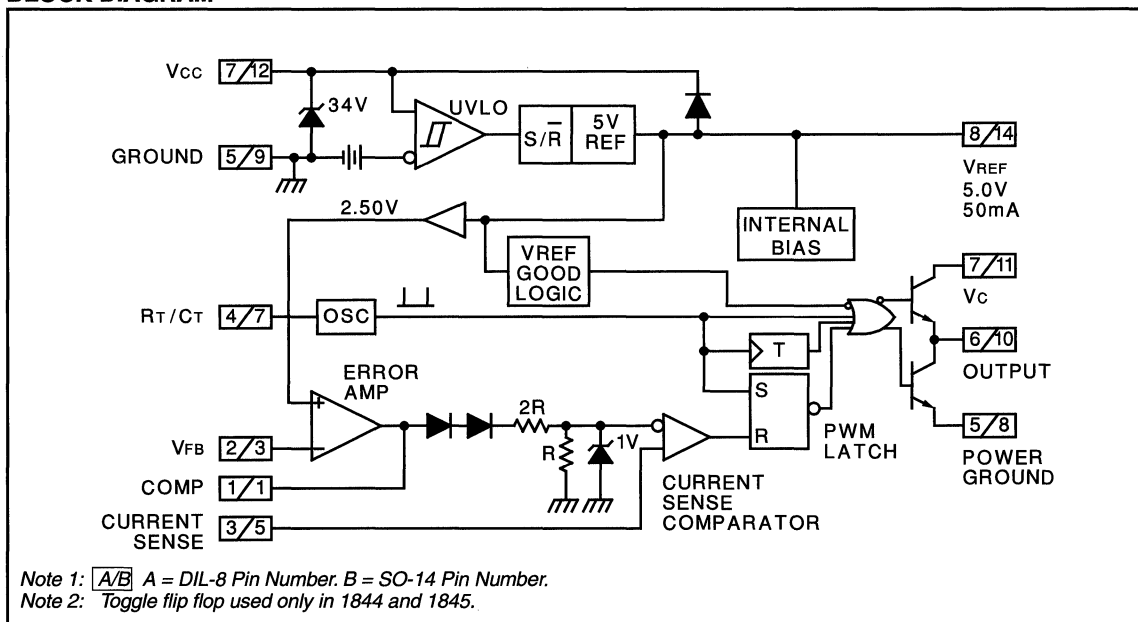 VCC 7/12
34V
UVLO
S/R̅ 5V REF
GROUND 5/9
8/14
VREF
5.0V
50mA
2.50V
INTERNAL
BIAS
VREF
GOOD
LOGIC
7/11
VC
RT/CT 4/7 OSC
T
6/10
OUTPUT
ERROR
AMP
S
2R
R
1V
R
PWM
LATCH
VFB 2/3
5/8
POWER
GROUND
COMP 1/1
CURRENT
SENSE
COMPARATOR
CURRENT
SENSE
3/5
Note 1: A/B A = DIL-8 Pin Number. B = SO-14 Pin Number.
Note 2: Toggle flip flop used only in 1844 and 1845.